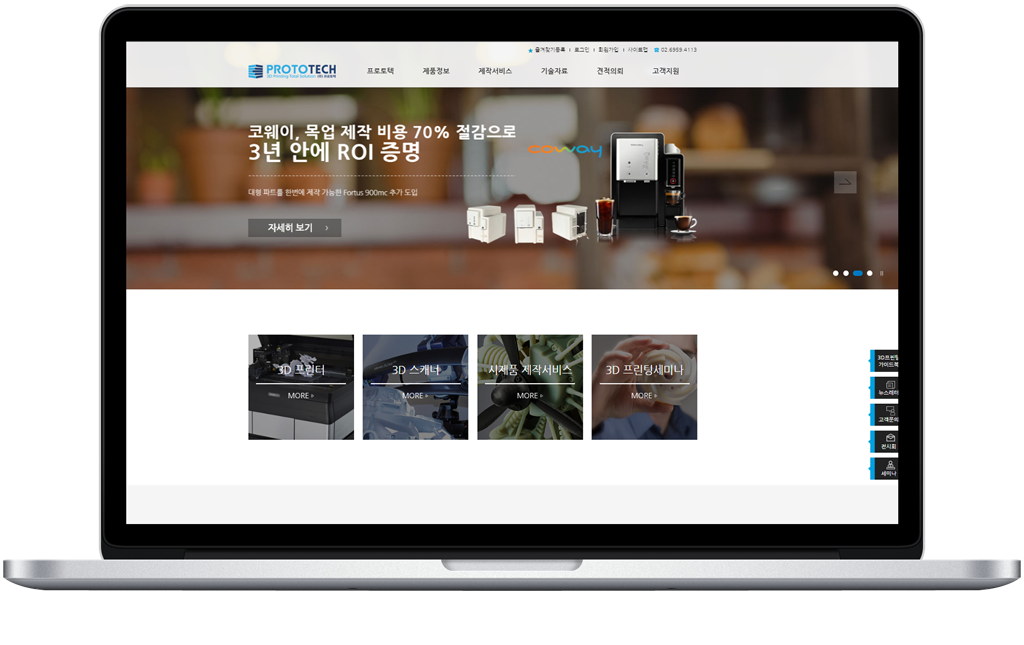 즐겨찾기등록 | 로그인 | 회원가입 | 사이트맵 02.6959.4113
PROTOTECH
3D Printing Total Solution (주) 프로토텍
프로토텍 제품정보 제작서비스 기술자료 견적의뢰 고객지원
코웨이, 목업 제작 비용 70% 절감으로
3년 안에 ROI 증명
coway
대형 파트를 한번에 제작 가능한 Fortus 900mc 추가 도입
자세히 보기 ›
3D 프린터
MORE »
3D 스캐너
MORE »
시제품 제작서비스
MORE »
3D 프린팅세미나
MORE »
3D프린팅
가이드북
뉴스레터
고객문의
전시회
세미나